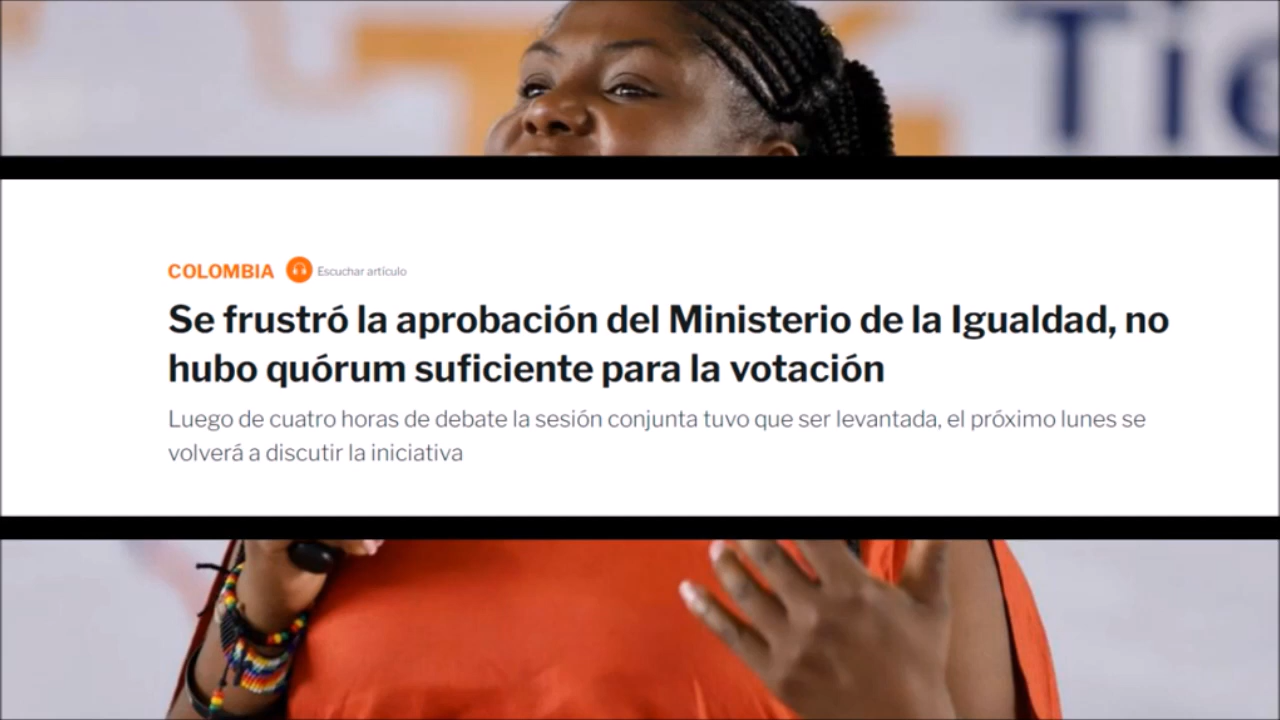 Tie
COLOMBIA Escuchar artículo
Se frustró la aprobación del Ministerio de la Igualdad, no
hubo quórum suficiente para la votación
Luego de cuatro horas de debate la sesión conjunta tuvo que ser levantada, el próximo lunes se
volverá a discutir la iniciativa